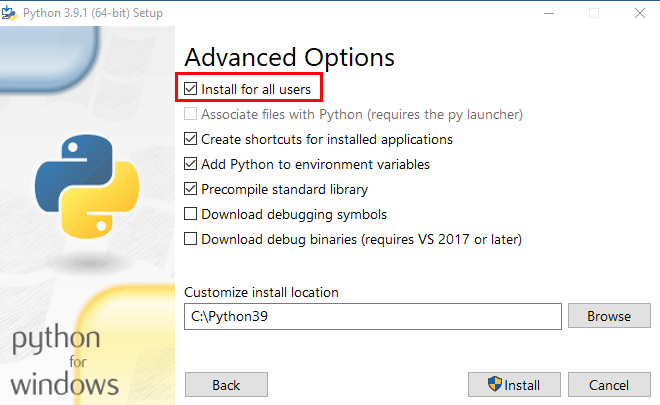 Python 3.9.1 (64-bit) Setup
Advanced Options
Install for all users
Associate files with Python (requires the py launcher)
Create shortcuts for installed applications
Add Python to environment variables
Precompile standard library
Download debugging symbols
Download debug binaries (requires VS 2017 or later)
Customize install location
C:\Python39
Browse
python
for
windows
Back
Install
Cancel